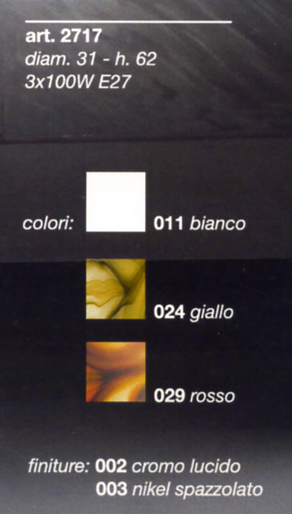 art. 2717
diam. 31 - h. 62
3x100W E27
colori: 011 bianco
024 giallo
029 rosso
finiture: 002 cromo lucido
003 nikel spazzolato